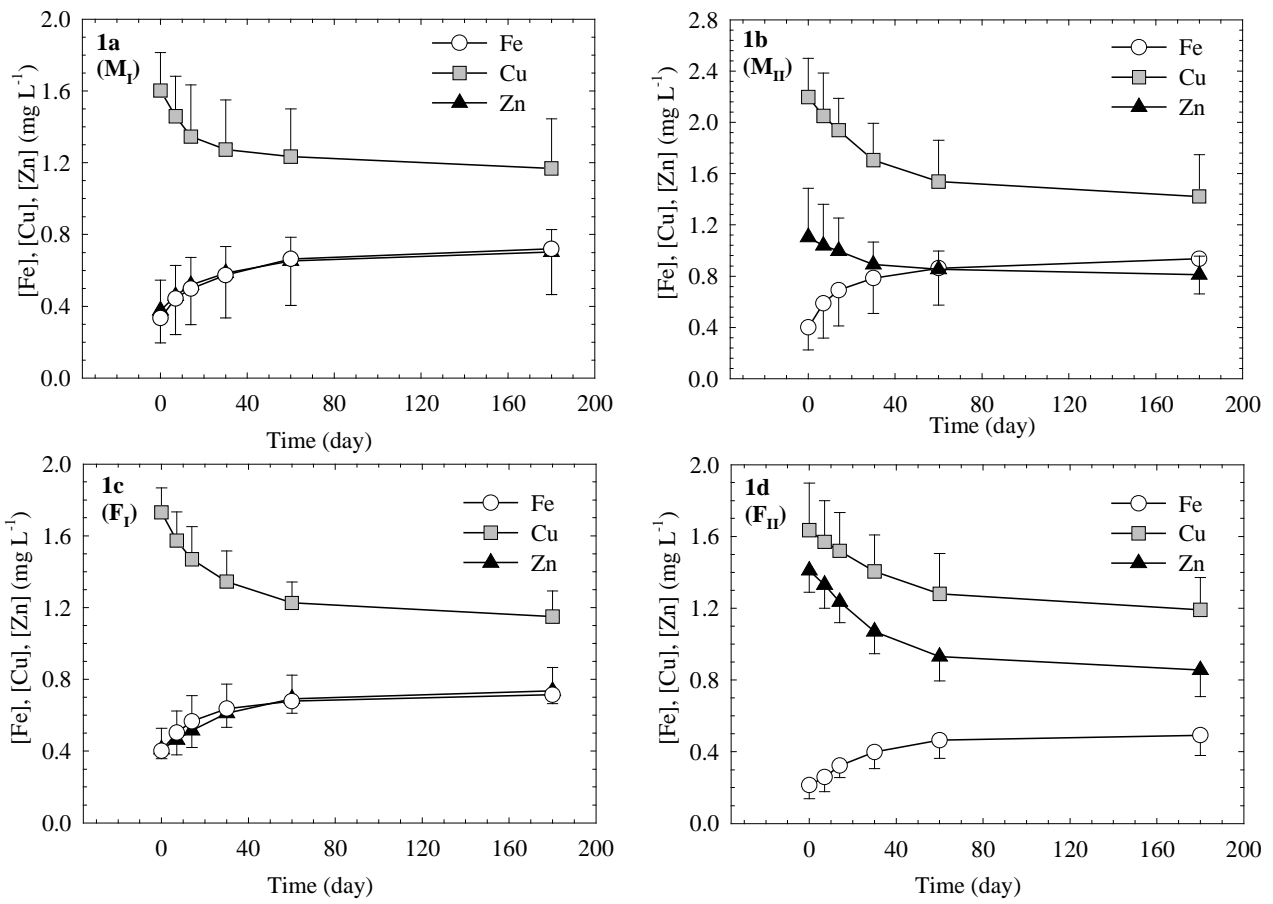 1a
(M_I)
Fe
Cu
Zn
[Fe], [Cu], [Zn] (mg L^-1)
2.0
1.6
1.2
0.8
0.4
0.0
0 40 80 120 160 200
Time (day)
1b
(M_II)
Fe
Cu
Zn
[Fe], [Cu], [Zn] (mg L^-1)
2.8
2.4
2.0
1.6
1.2
0.8
0.4
0.0
0 40 80 120 160 200
Time (day)
1c
(F_I)
Fe
Cu
Zn
[Fe], [Cu], [Zn] (mg L^-1)
2.0
1.6
1.2
0.8
0.4
0.0
0 40 80 120 160 200
Time (day)
1d
(F_II)
Fe
Cu
Zn
[Fe], [Cu], [Zn] (mg L^-1)
2.0
1.6
1.2
0.8
0.4
0.0
0 40 80 120 160 200
Time (day)